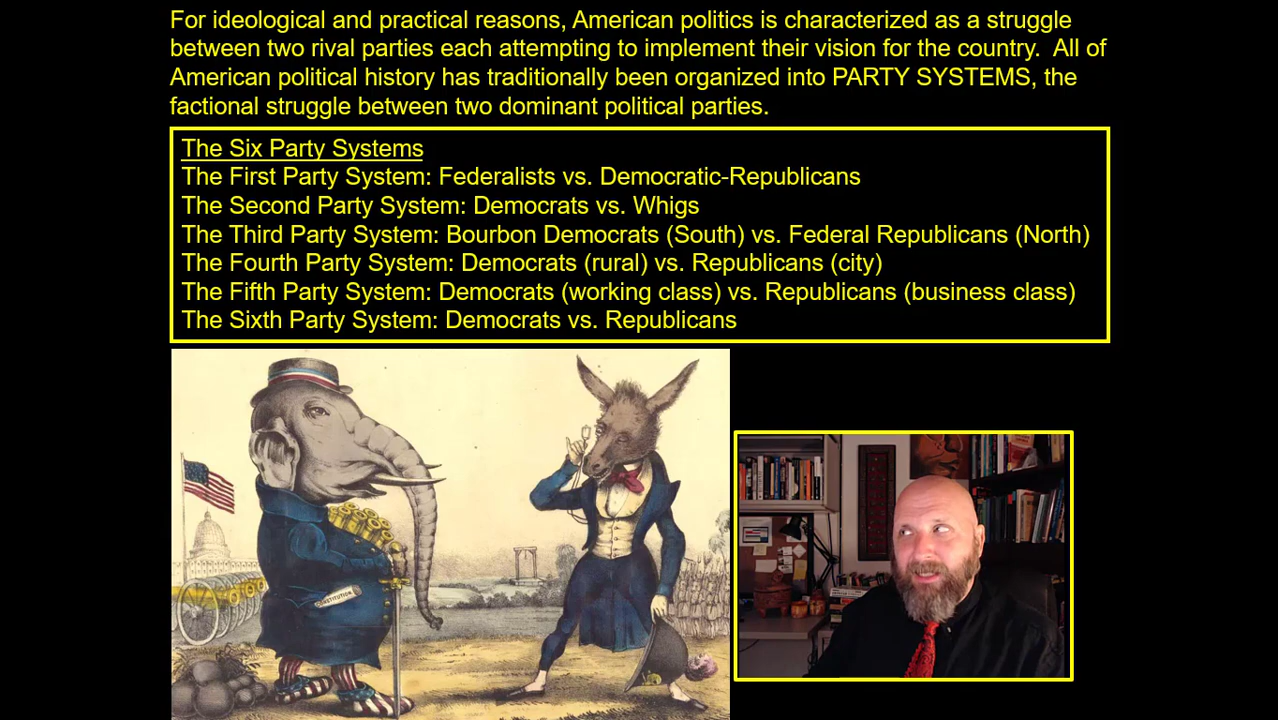 For ideological and practical reasons, American politics is characterized as a struggle
between two rival parties each attempting to implement their vision for the country. All of
American political history has traditionally been organized into PARTY SYSTEMS, the
factional struggle between two dominant political parties.
The Six Party Systems
The First Party System: Federalists vs. Democratic-Republicans
The Second Party System: Democrats vs. Whigs
The Third Party System: Bourbon Democrats (South) vs. Federal Republicans (North)
The Fourth Party System: Democrats (rural) vs. Republicans (city)
The Fifth Party System: Democrats (working class) vs. Republicans (business class)
The Sixth Party System: Democrats vs. Republicans